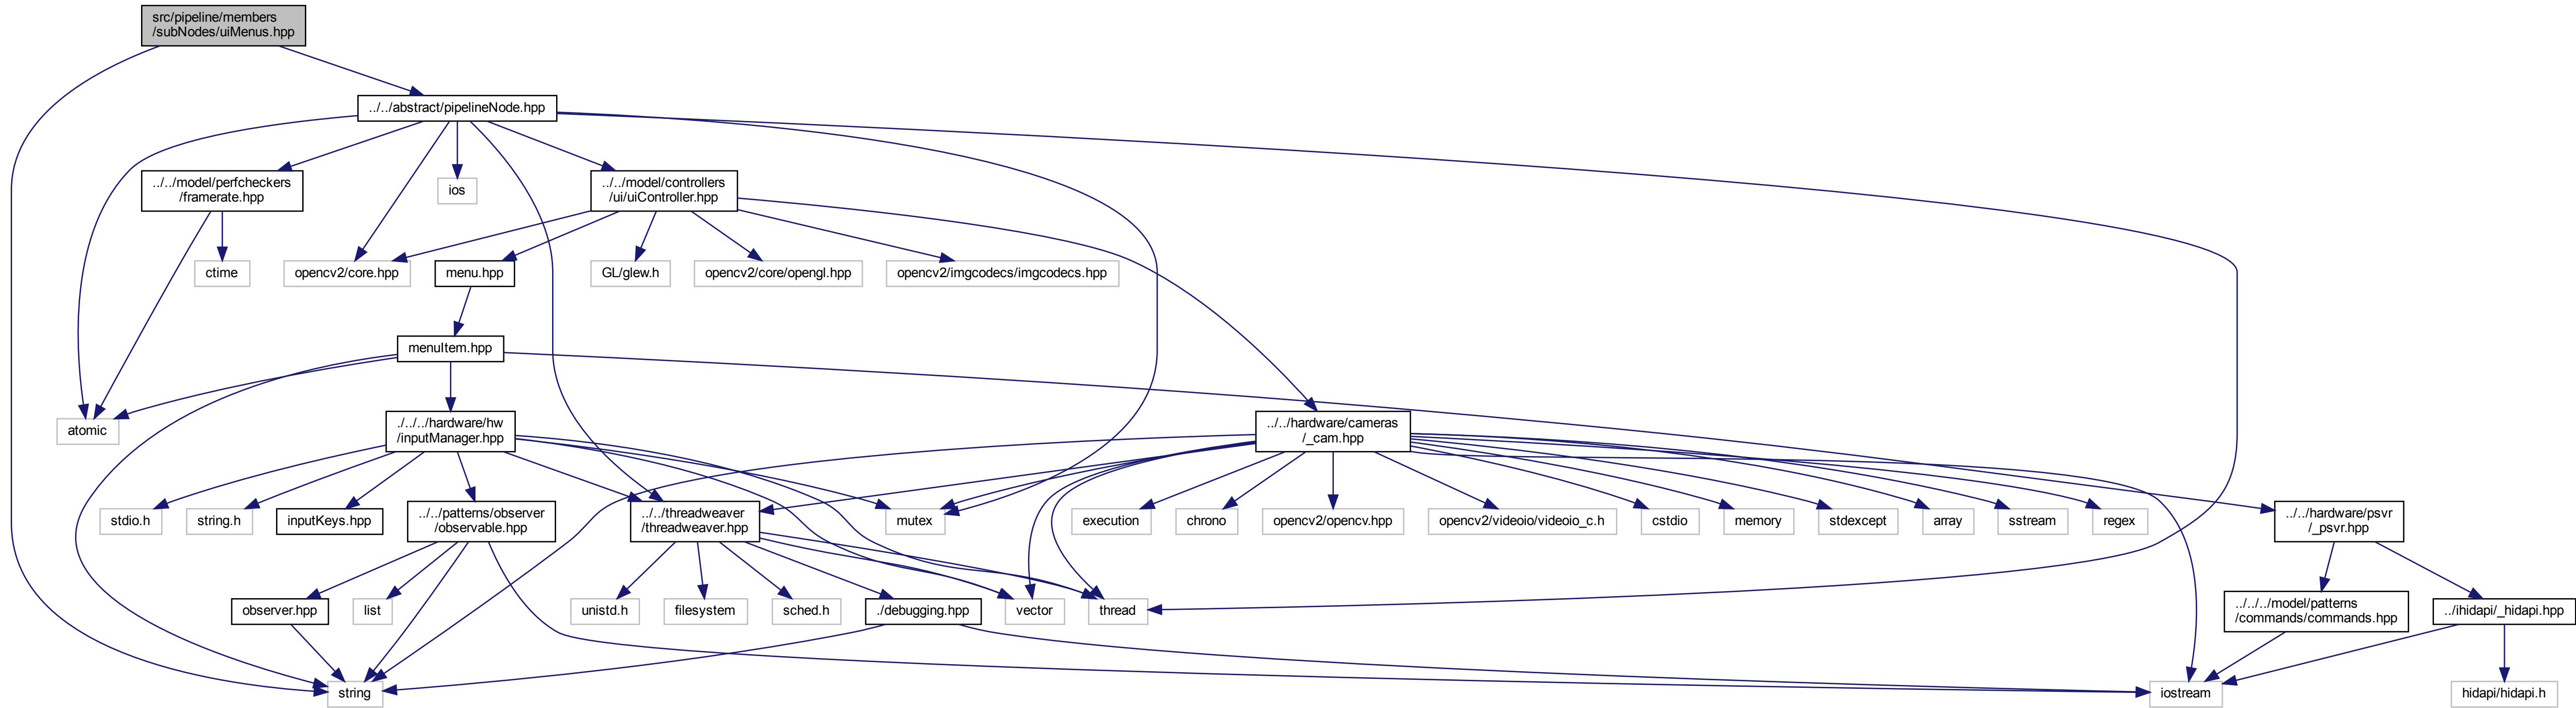 src/pipeline/members
/subNodes/uiMenus.hpp
../../abstract/pipelineNode.hpp
../../model/perfcheckers
/framerate.hpp
ios
../../model/controllers
/ui/uiController.hpp
ctime
opencv2/core.hpp
menu.hpp
GL/glew.h
opencv2/core/opengl.hpp
opencv2/imgcodecs/imgcodecs.hpp
menuItem.hpp
atomic
./../../hardware/hw
/inputManager.hpp
../../hardware/cameras
/_cam.hpp
stdio.h
string.h
inputKeys.hpp
../../patterns/observer
/observable.hpp
../../threadweaver
/threadweaver.hpp
mutex
execution
chrono
opencv2/opencv.hpp
opencv2/videoio/videoio_c.h
cstdio
memory
stdexcept
array
sstream
regex
../../hardware/psvr
/_psvr.hpp
observer.hpp
list
unistd.h
filesystem
sched.h
./debugging.hpp
vector
thread
../../../model/patterns
/commands/commands.hpp
../ihidapi/_hidapi.hpp
string
iostream
hidapi/hidapi.h